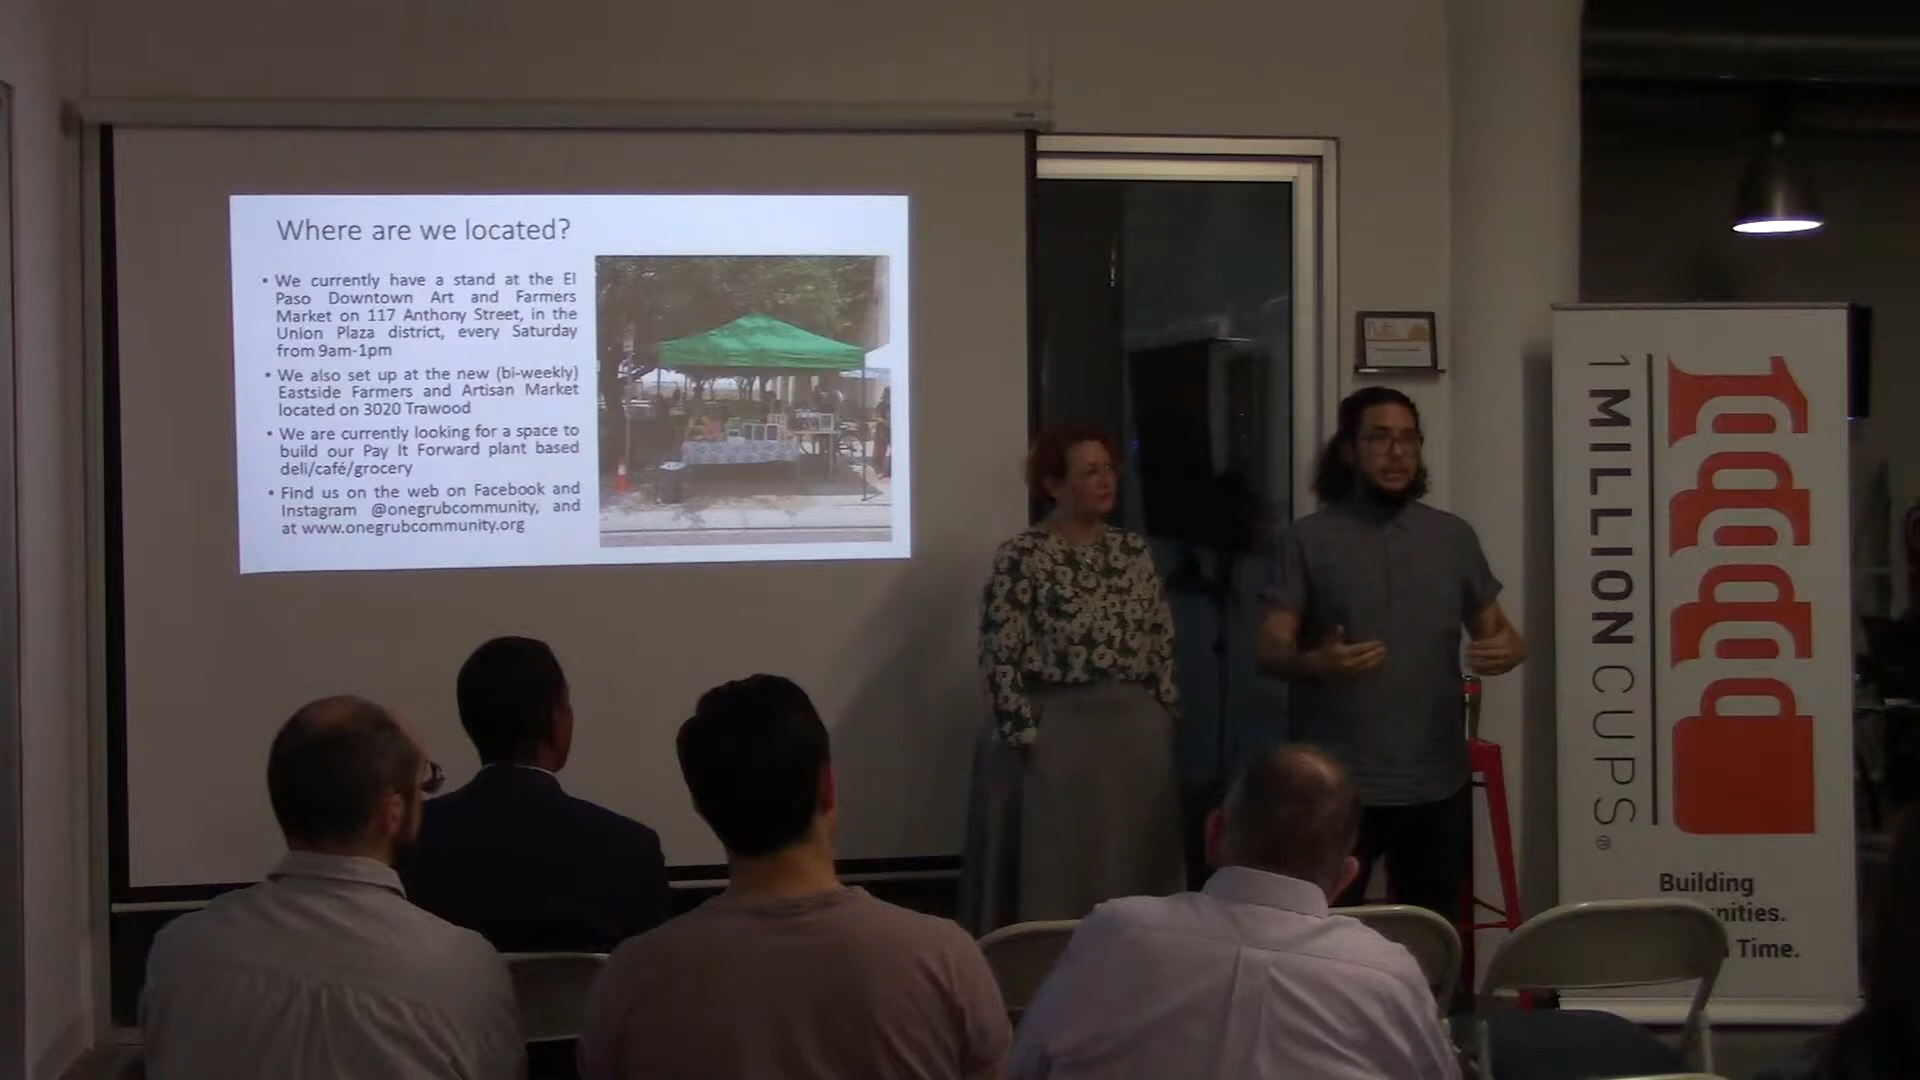 Where are we located?
• We currently have a stand at the El
Paso Downtown Art and Farmers
Market on 117 Anthony Street, in the
Union Plaza district, every Saturday
from 9am-1pm
• We also set up at the new (bi-weekly)
Eastside Farmers and Artisan Market
located on 3020 Trawood
• We are currently looking for a space to
build our Pay It Forward plant based
deli/café/grocery
• Find us on the web on Facebook and
Instagram @onegrubcommunity, and
at www.onegrubcommunity.org
1 MILLION CUPS®
Building
nities.
Time.